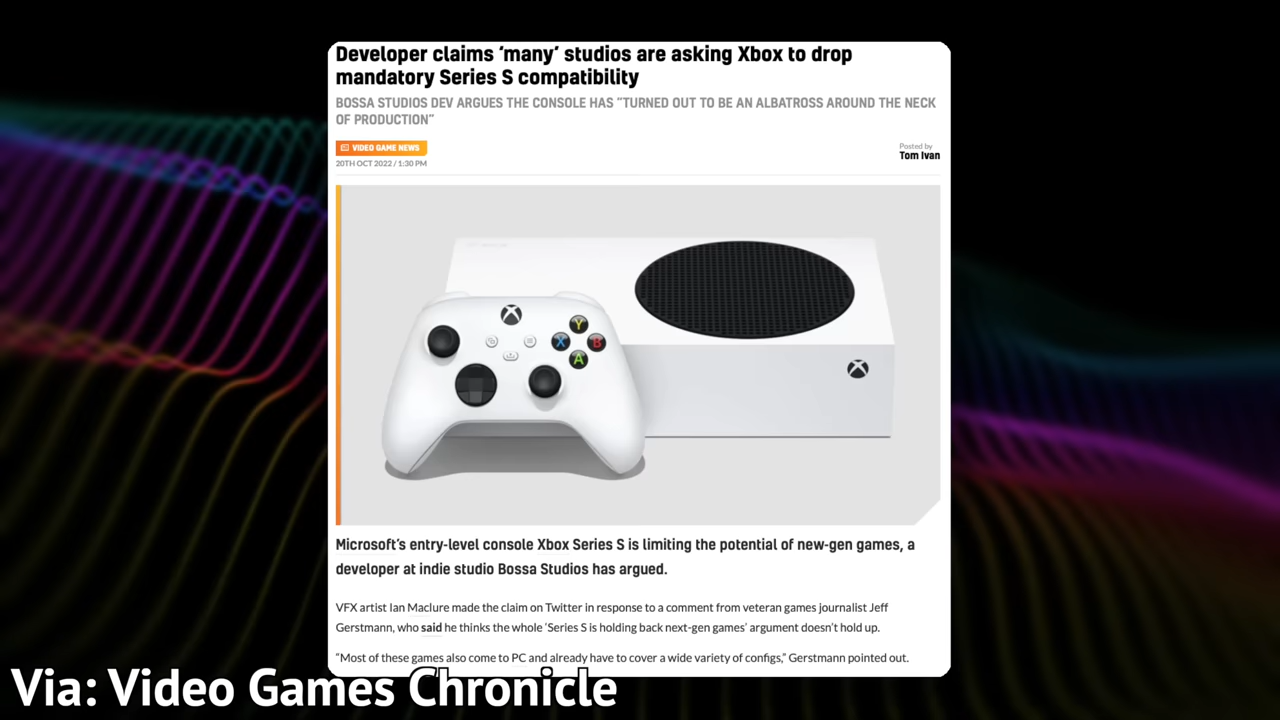 Developer claims ‘many’ studios are asking Xbox to drop
mandatory Series S compatibility
BOSSA STUDIOS DEV ARGUES THE CONSOLE HAS “TURNED OUT TO BE AN ALBATROSS AROUND THE NECK
OF PRODUCTION”
VIDEO GAME NEWS
20TH OCT 2022 / 1:30 PM
Posted by
Tom Ivan
Y
X
B
A
Microsoft’s entry-level console Xbox Series S is limiting the potential of new-gen games, a
developer at indie studio Bossa Studios has argued.
VFX artist Ian Maclure made the claim on Twitter in response to a comment from veteran games journalist Jeff
Gerstmann, who said he thinks the whole ‘Series S is holding back next-gen games’ argument doesn’t hold up.
“Most of these games also come to PC and already have to cover a wide variety of configs,” Gerstmann pointed out.
Via: Video Games Chronicle